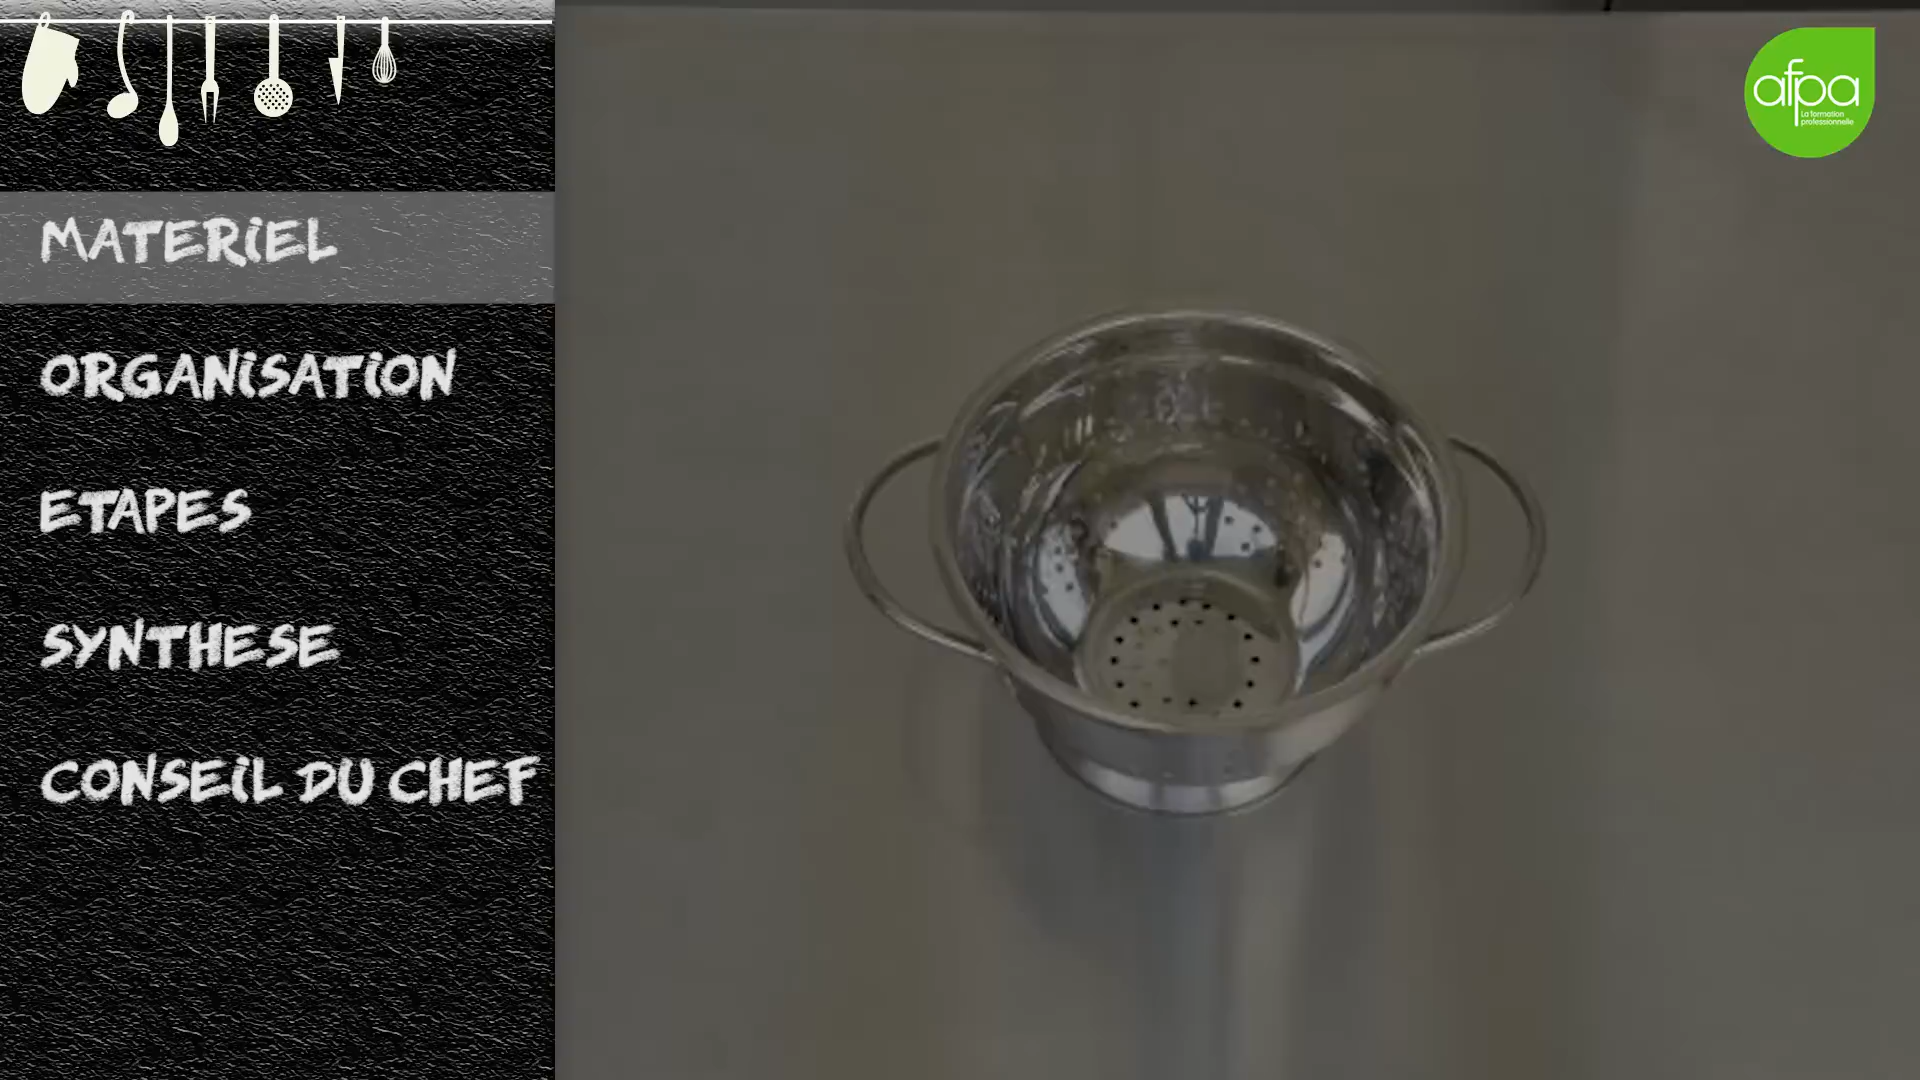 MATERIEL
ORGANISATION
ETAPES
SYNTHESE
CONSEIL DU CHEF
afpa
La formation
professionnelle